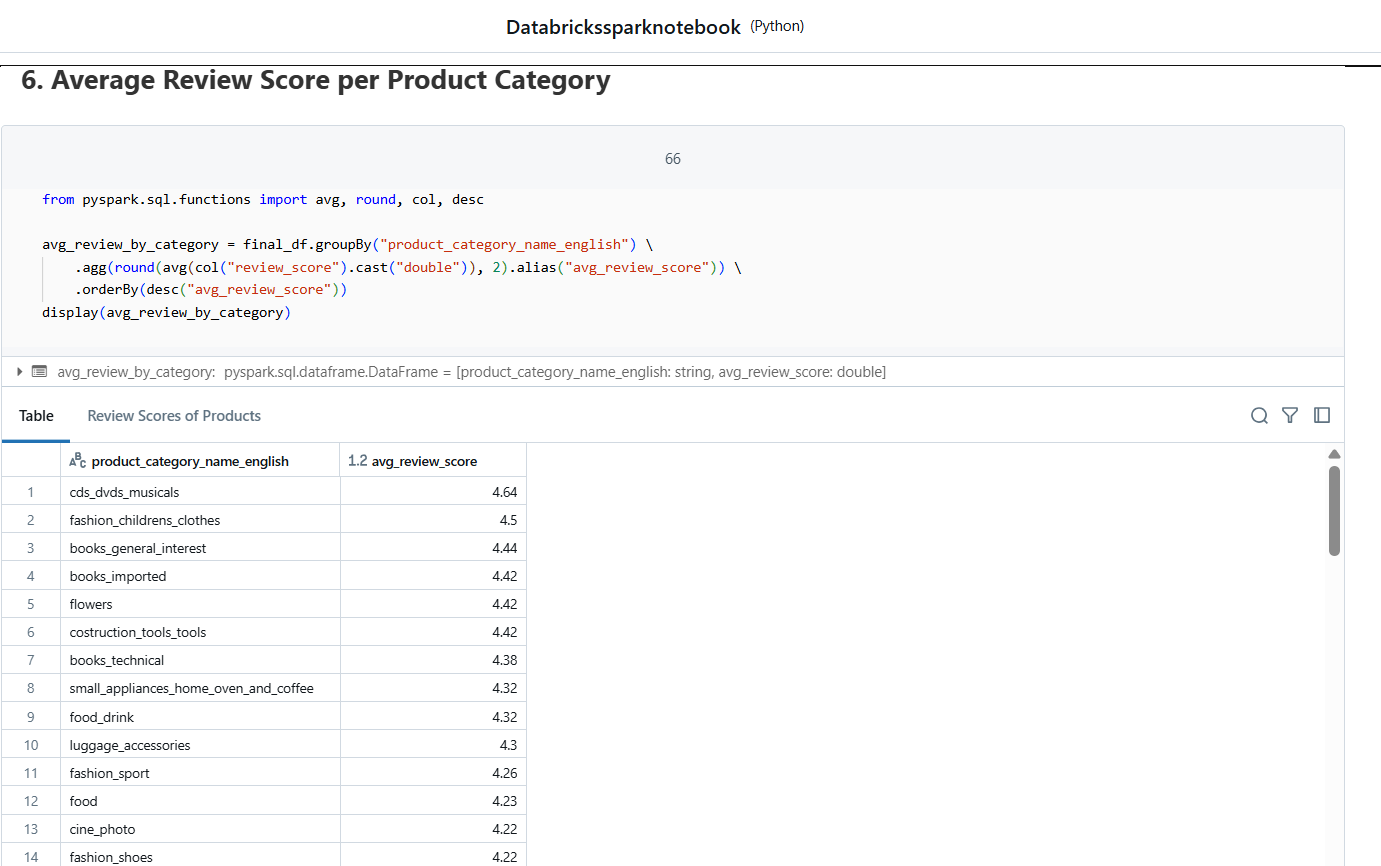 Databrickssparknotebook (Python)
6. Average Review Score per Product Category
66
from pyspark.sql.functions import avg, round, col, desc
avg_review_by_category = final_df.groupBy("product_category_name_english") \
.agg(round(avg(col("review_score").cast("double")), 2).alias("avg_review_score")) \
.orderBy(desc("avg_review_score"))
display(avg_review_by_category)
avg_review_by_category: pyspark.sql.dataframe.DataFrame = [product_category_name_english: string, avg_review_score: double]
Table Review Scores of Products
ABC product_category_name_english 1.2 avg_review_score
1 cds_dvds_musicals 4.64
2 fashion_childrens_clothes 4.5
3 books_general_interest 4.44
4 books_imported 4.42
5 flowers 4.42
6 costruction_tools_tools 4.42
7 books_technical 4.38
8 small_appliances_home_oven_and_coffee 4.32
9 food_drink 4.32
10 luggage_accessories 4.3
11 fashion_sport 4.26
12 food 4.23
13 cine_photo 4.22
14 fashion_shoes 4.22